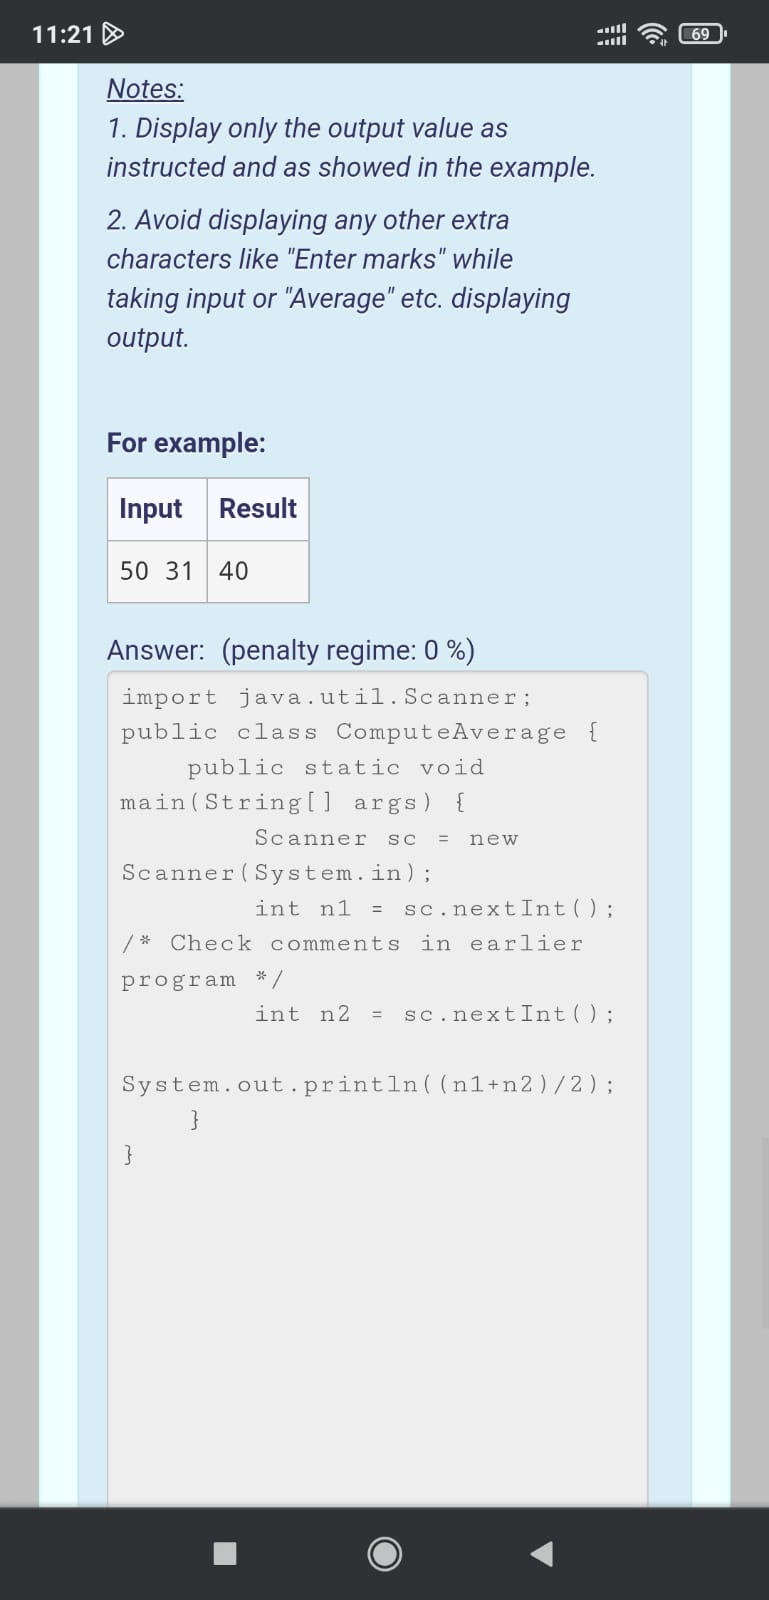 11:21
69
Notes:
1. Display only the output value as
instructed and as showed in the example.
2. Avoid displaying any other extra
characters like "Enter marks" while
taking input or "Average" etc. displaying
output.
For example:
Input Result
50 31 40
Answer: (penalty regime: 0 %)
import java.util.Scanner;
public class ComputeAverage {
public static void
main(String[] args) {
Scanner sc = new
Scanner(System.in);
int n1 = sc.nextInt();
/* Check comments in earlier
program */
int n2 = sc.nextInt();
System.out.println((n1+n2)/2);
}
}